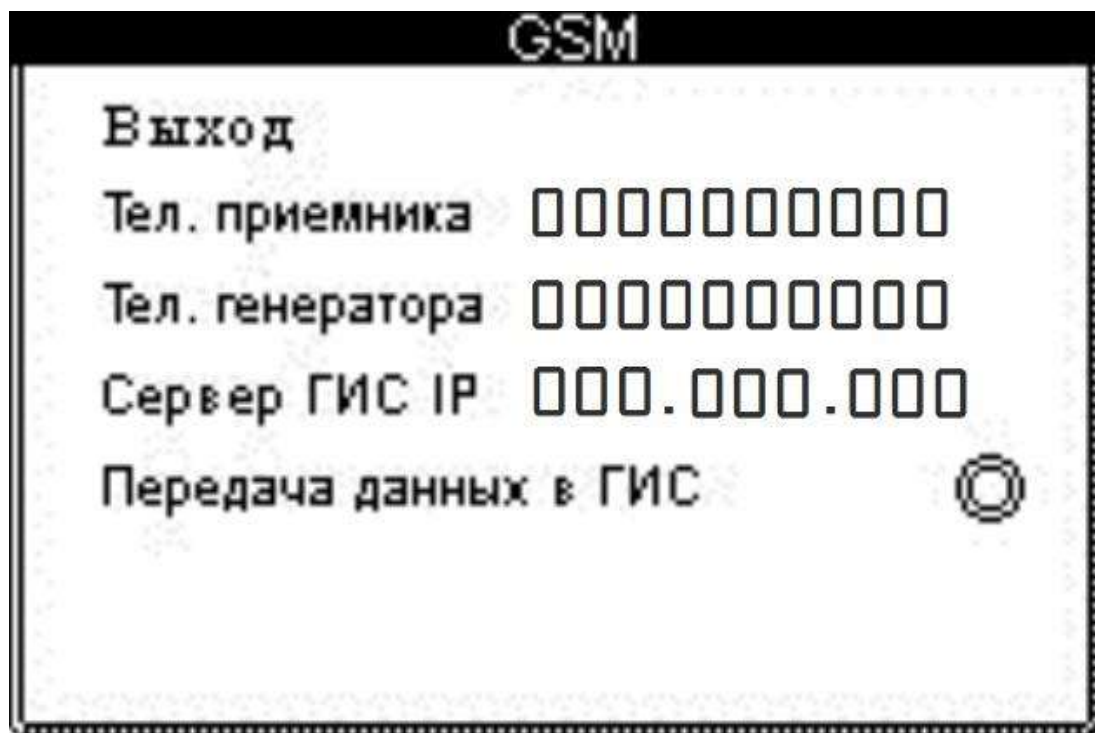 GSM
Выход
Тел. приемника 0000000000
Тел. генератора 0000000000
Сервер ГИС IP 000.000.000
Передача данных в ГИС